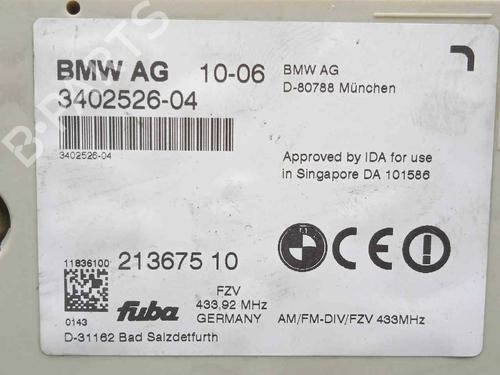 BMW AG 10-06 BMW AG
D-80788 München
3402526-04
3402526-04
Approved by IDA for use
in Singapore DA 101586
CE
11836100 213675 10
FZV
fuba 433,92 MHz
0143 GERMANY AM/FM-DIV/FZV 433MHz
D-31162 Bad Salzdetfurth
B-PARTS